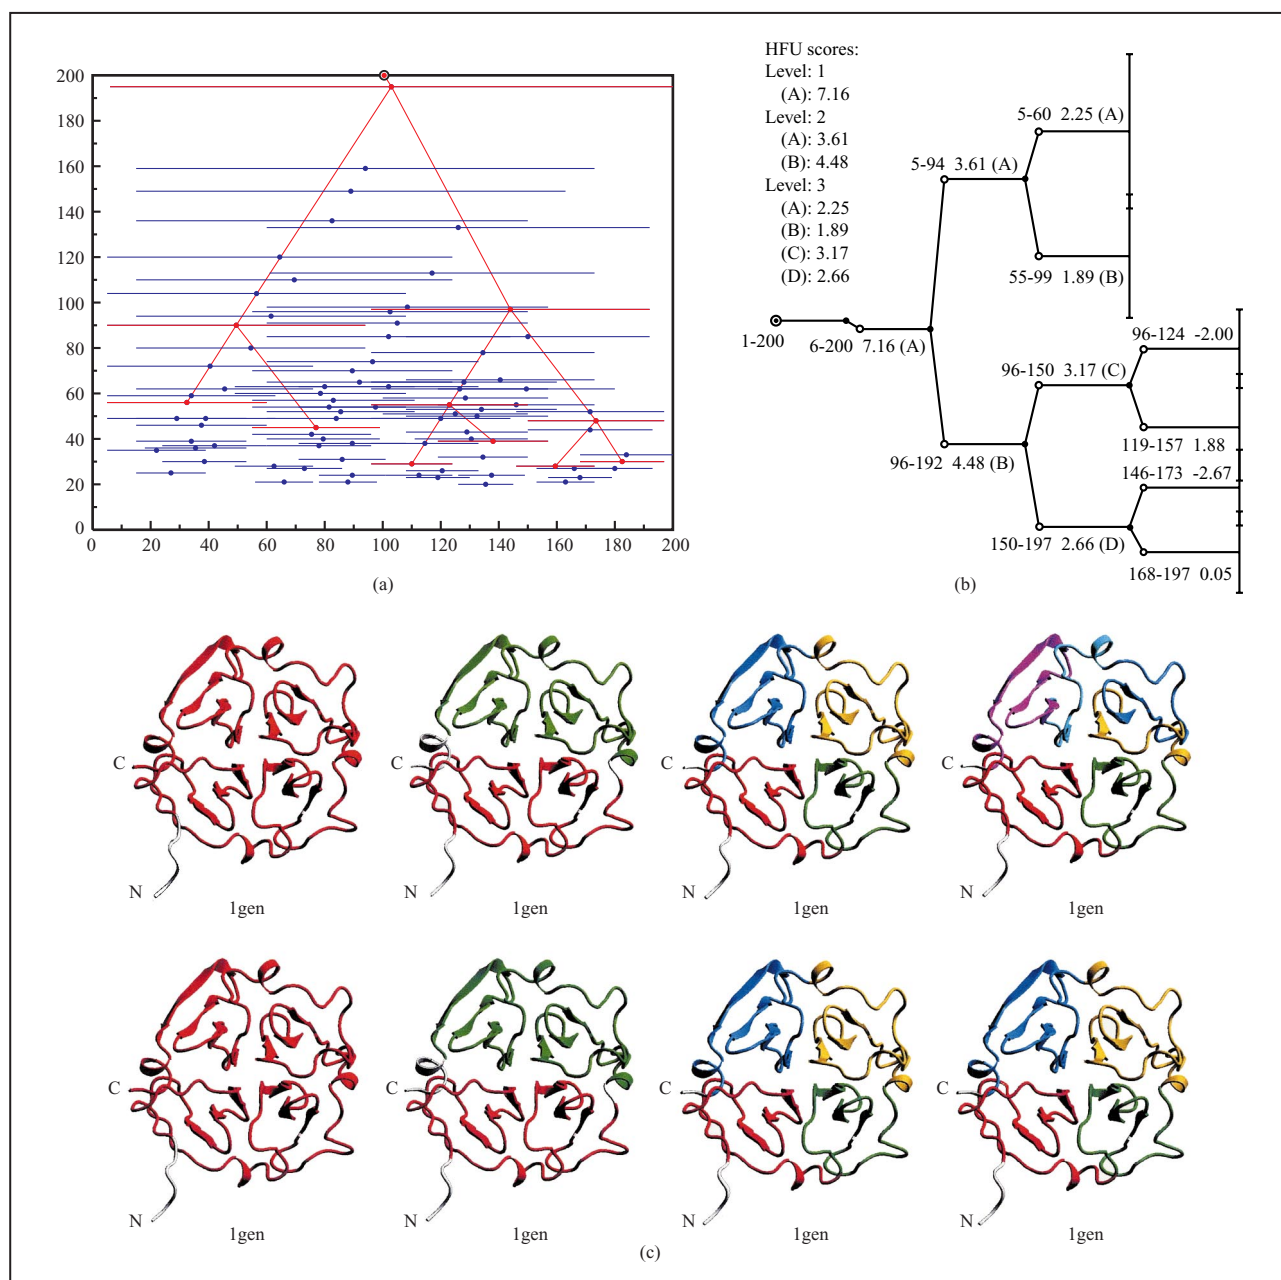 200
180
160
140
120
100
80
60
40
20
0
0 20 40 60 80 100 120 140 160 180 200
(a)
HFU scores:
Level: 1
(A): 7.16
Level: 2
(A): 3.61
(B): 4.48
Level: 3
(A): 2.25
(B): 1.89
(C): 3.17
(D): 2.66
5-60 2.25 (A)
5-94 3.61 (A)
55-99 1.89 (B)
1-200
6-200 7.16 (A)
96-124 -2.00
96-150 3.17 (C)
119-157 1.88
96-192 4.48 (B)
146-173 -2.67
150-197 2.66 (D)
168-197 0.05
(b)
C
N
1gen
C
N
1gen
C
N
1gen
C
N
1gen
C
N
1gen
C
N
1gen
C
N
1gen
C
N
1gen
(c)